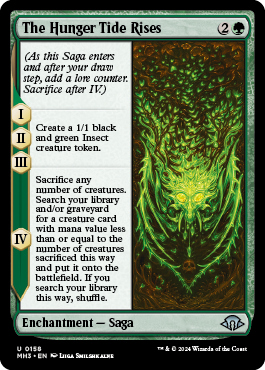 The Hunger Tide Rises 2
(As this Saga enters
and after your draw
step, add a lore counter.
Sacrifice after IV.)
I
II
III
Create a 1/1 black
and green Insect
creature token.
IV
Sacrifice any
number of creatures.
Search your library
and/or graveyard
for a creature card
with mana value less
than or equal to the
number of creatures
sacrificed this way
and put it onto the
battlefield. If you
search your library
this way, shuffle.
Enchantment — Saga
U 0158
MH3 • EN Liiga Smilshkalne
™ & © 2024 Wizards of the Coast